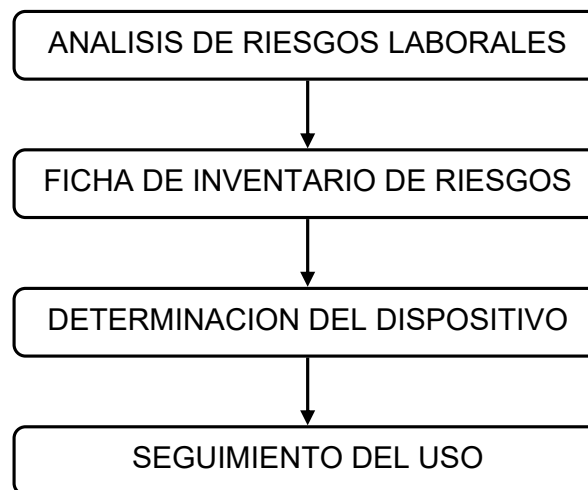 ANALISIS DE RIESGOS LABORALES
FICHA DE INVENTARIO DE RIESGOS
DETERMINACION DEL DISPOSITIVO
SEGUIMIENTO DEL USO